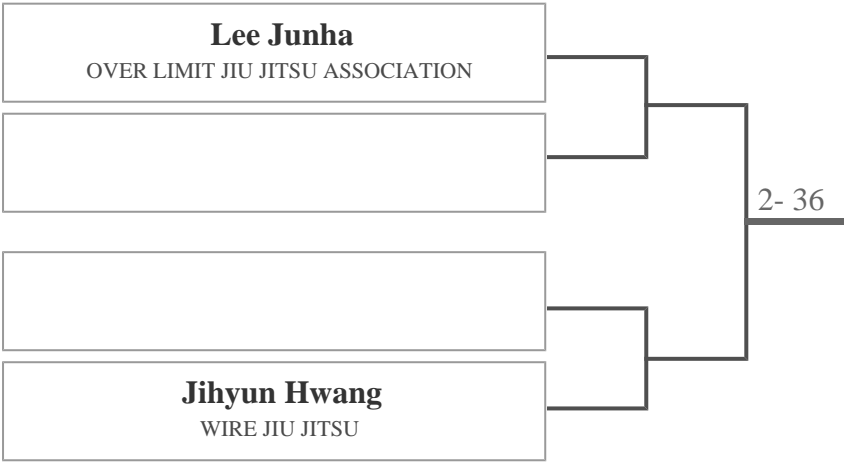 Lee Junha
OVER LIMIT JIU JITSU ASSOCIATION
2- 36
Jihyun Hwang
WIRE JIU JITSU